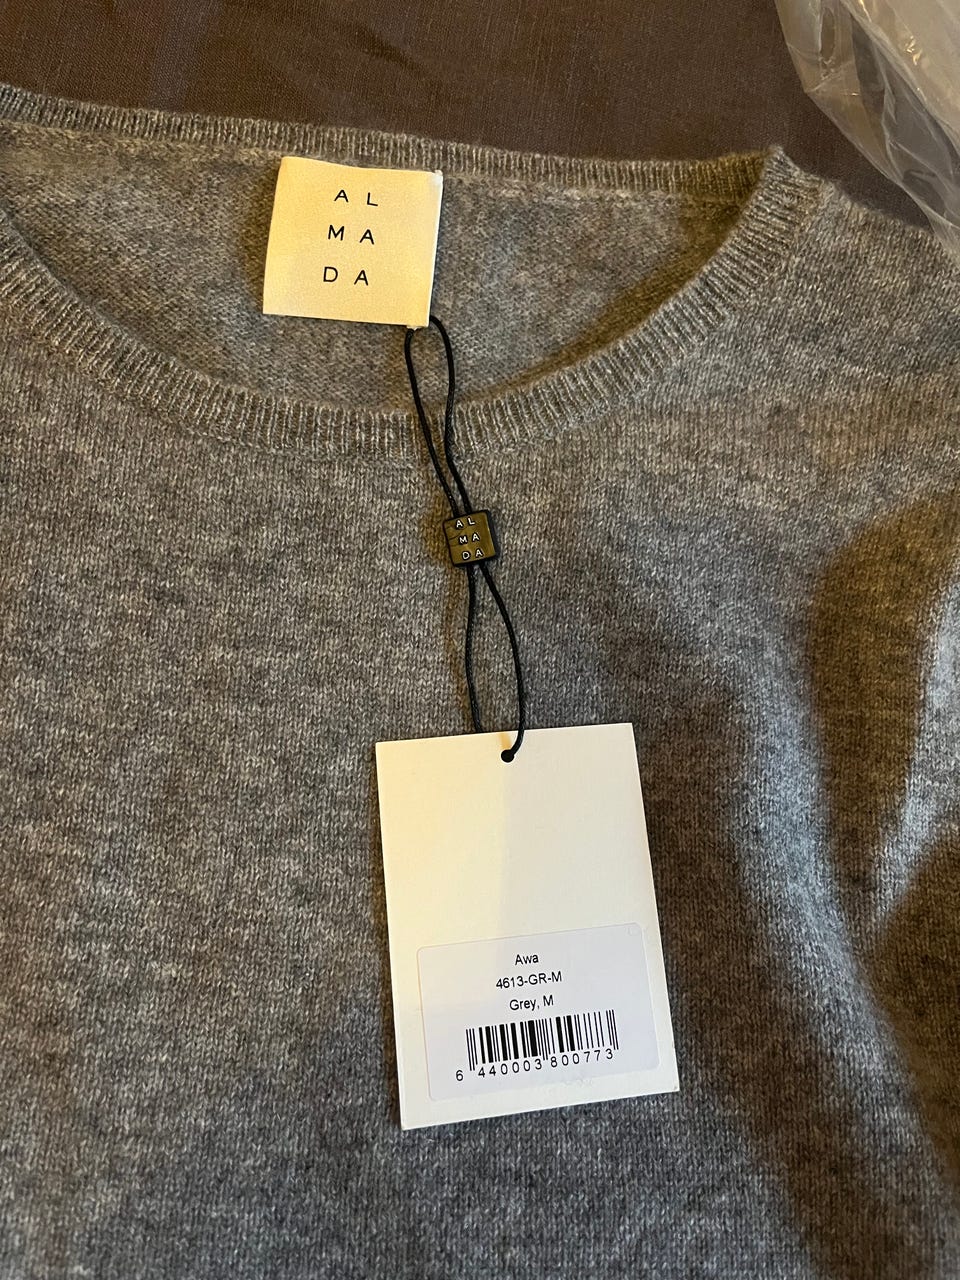 AL
MA
DA
AL
MA
DA
Awa
4613-GR-M
Grey, M
6 440003 800773